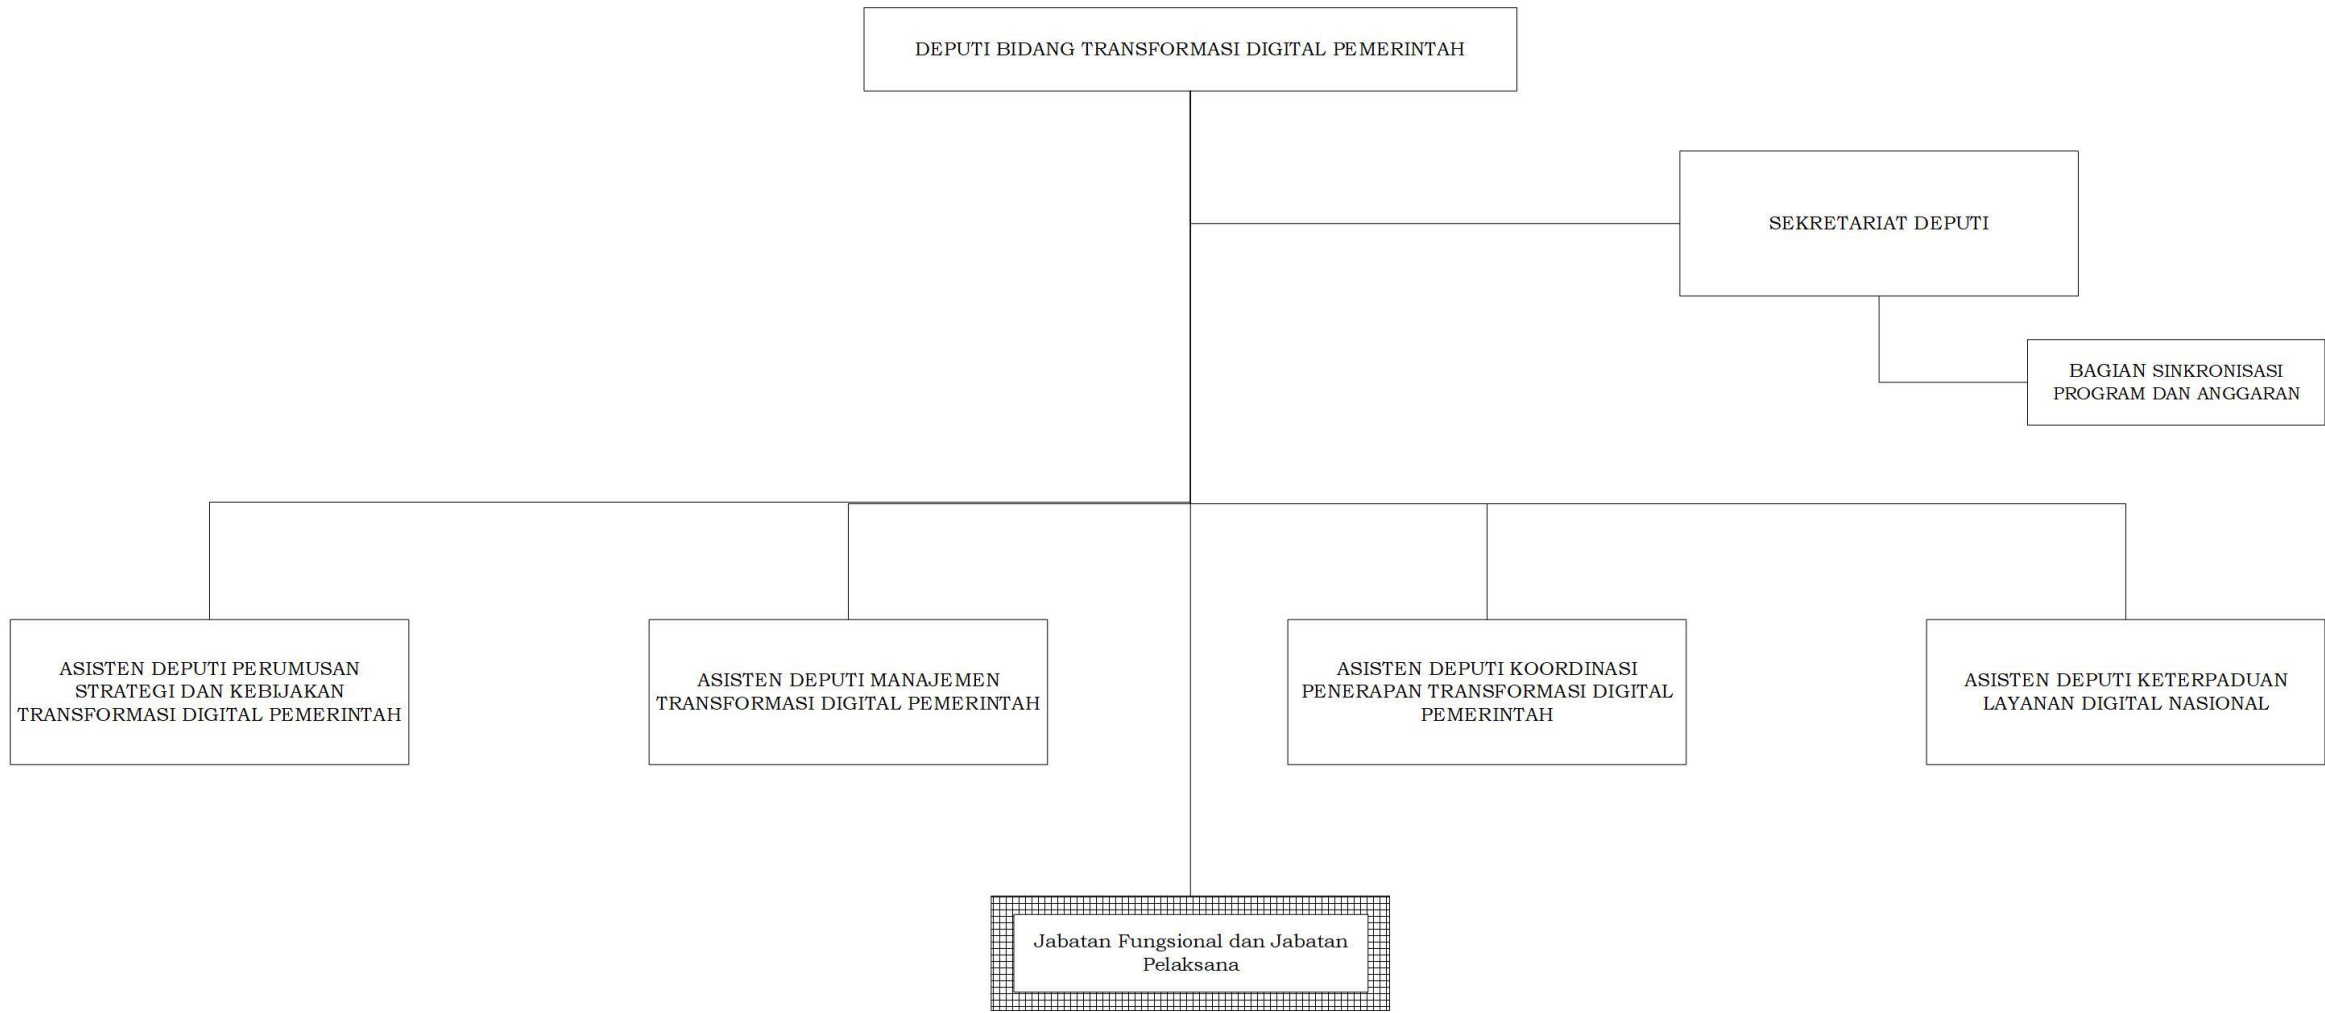 DEPUTI BIDANG TRANSFORMASI DIGITAL PEMERINTAH
SEKRETARIAT DEPUTI
BAGIAN SINKRONISASI
PROGRAM DAN ANGGARAN
ASISTEN DEPUTI PERUMUSAN
STRATEGI DAN KEBIJAKAN
TRANSFORMASI DIGITAL PEMERINTAH
ASISTEN DEPUTI MANAJEMEN
TRANSFORMASI DIGITAL PEMERINTAH
ASISTEN DEPUTI KOORDINASI
PENERAPAN TRANSFORMASI DIGITAL
PEMERINTAH
ASISTEN DEPUTI KETERPADUAN
LAYANAN DIGITAL NASIONAL
Jabatan Fungsional dan Jabatan
Pelaksana